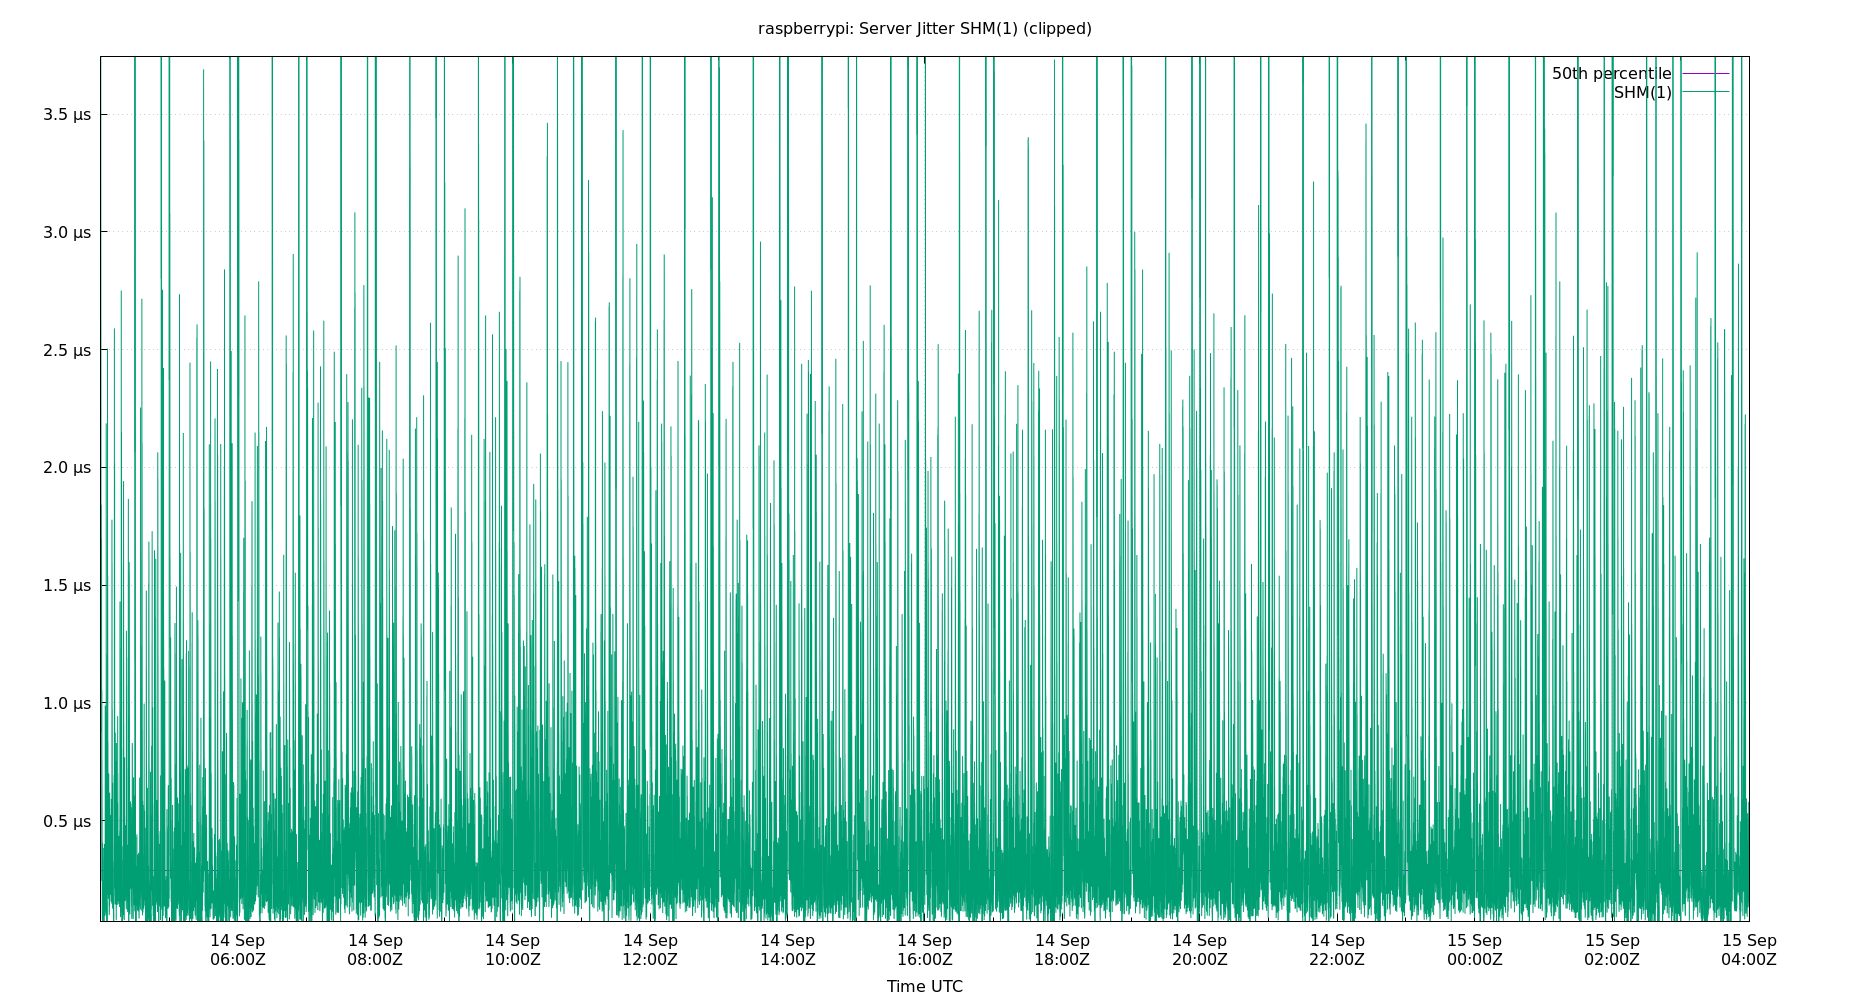 raspberrypi: Server Jitter SHM(1) (clipped)
50th percentile
SHM(1)
3.5 µs
3.0 µs
2.5 µs
2.0 µs
1.5 µs
1.0 µs
0.5 µs
14 Sep 14 Sep 14 Sep 14 Sep 14 Sep 14 Sep 14 Sep 14 Sep 14 Sep 15 Sep 15 Sep 15 Sep
06:00Z 08:00Z 10:00Z 12:00Z 14:00Z 16:00Z 18:00Z 20:00Z 22:00Z 00:00Z 02:00Z 04:00Z
Time UTC